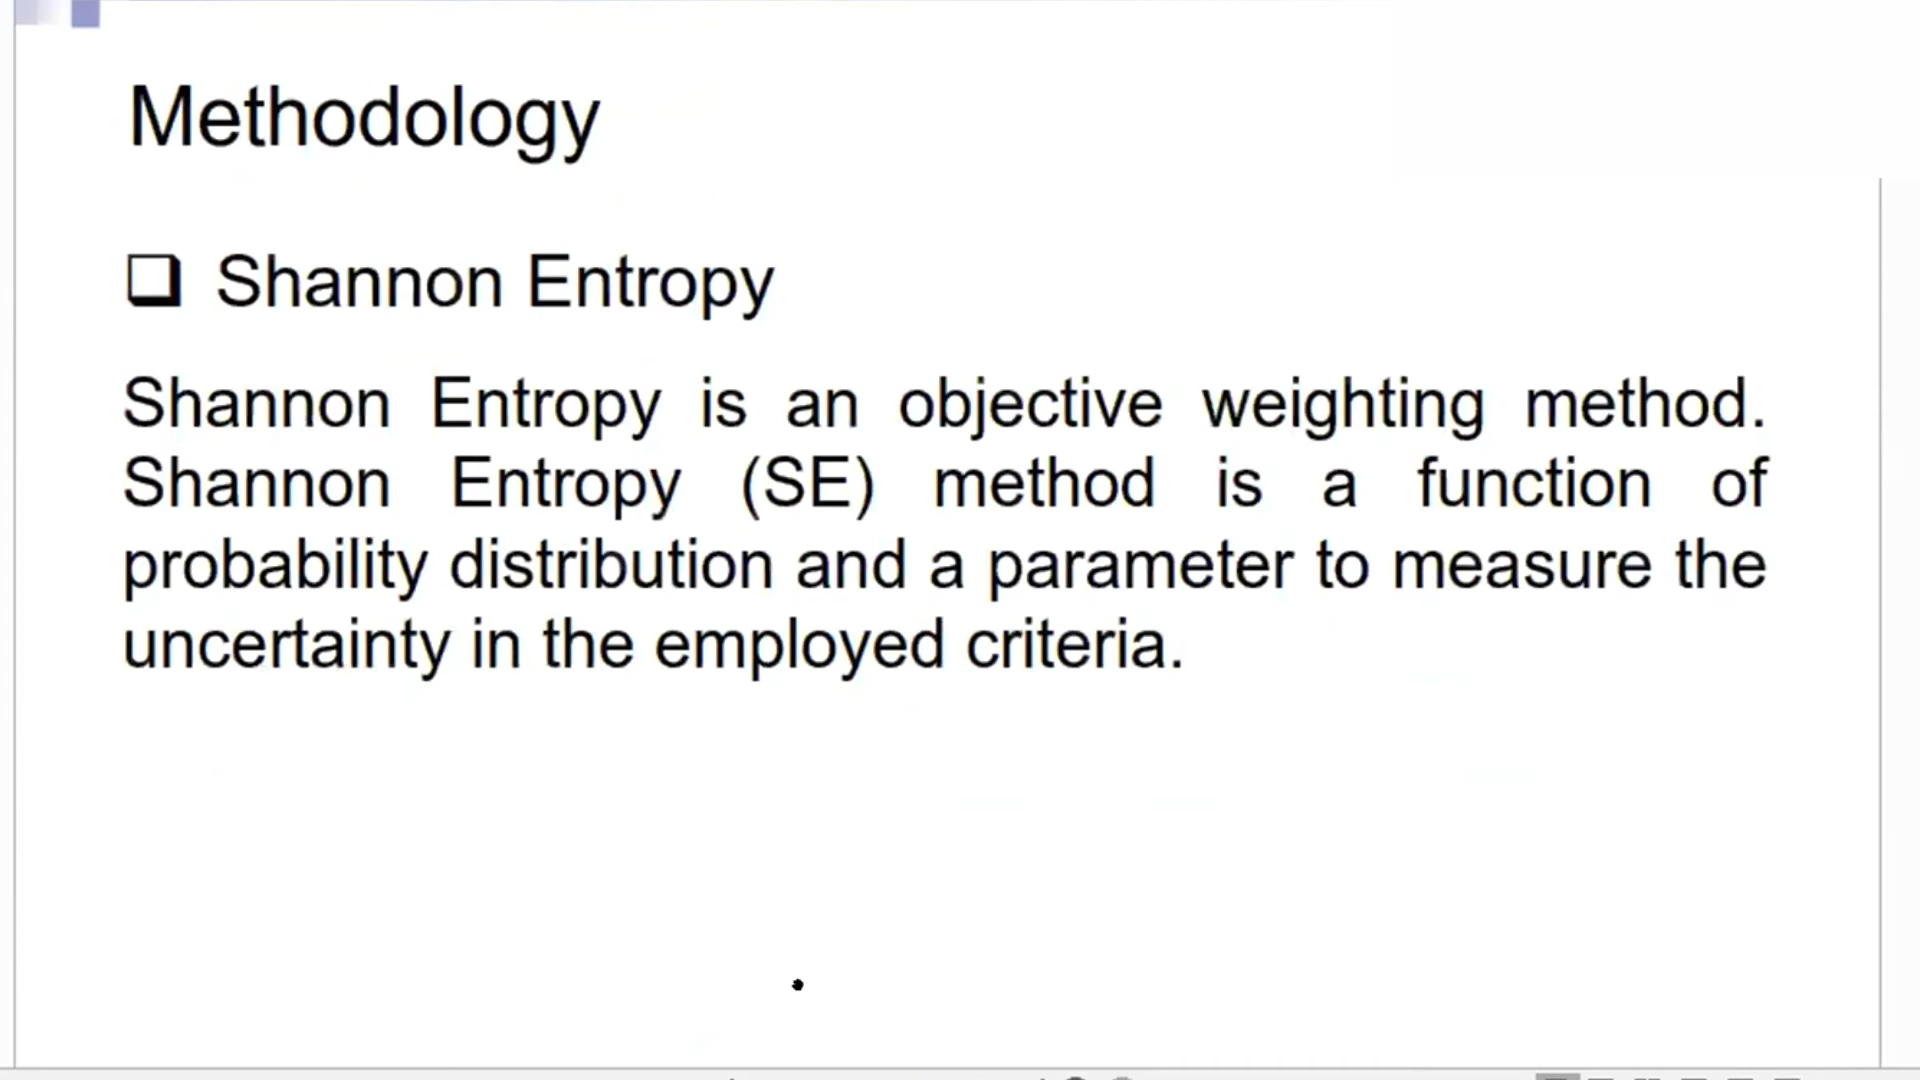 Methodology
❑ Shannon Entropy
Shannon Entropy is an objective weighting method.
Shannon Entropy (SE) method is a function of
probability distribution and a parameter to measure the
uncertainty in the employed criteria.